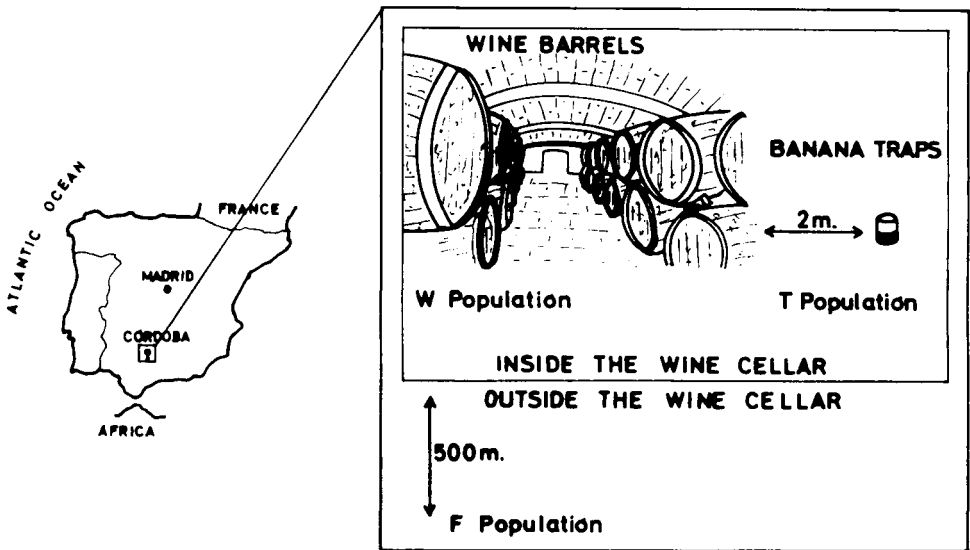 ATLANTIC OCEAN
FRANCE
MADRID
CORDOBA
AFRICA
WINE BARRELS
BANANA TRAPS
2m.
W Population
T Population
INSIDE THE WINE CELLAR
OUTSIDE THE WINE CELLAR
500m.
F Population